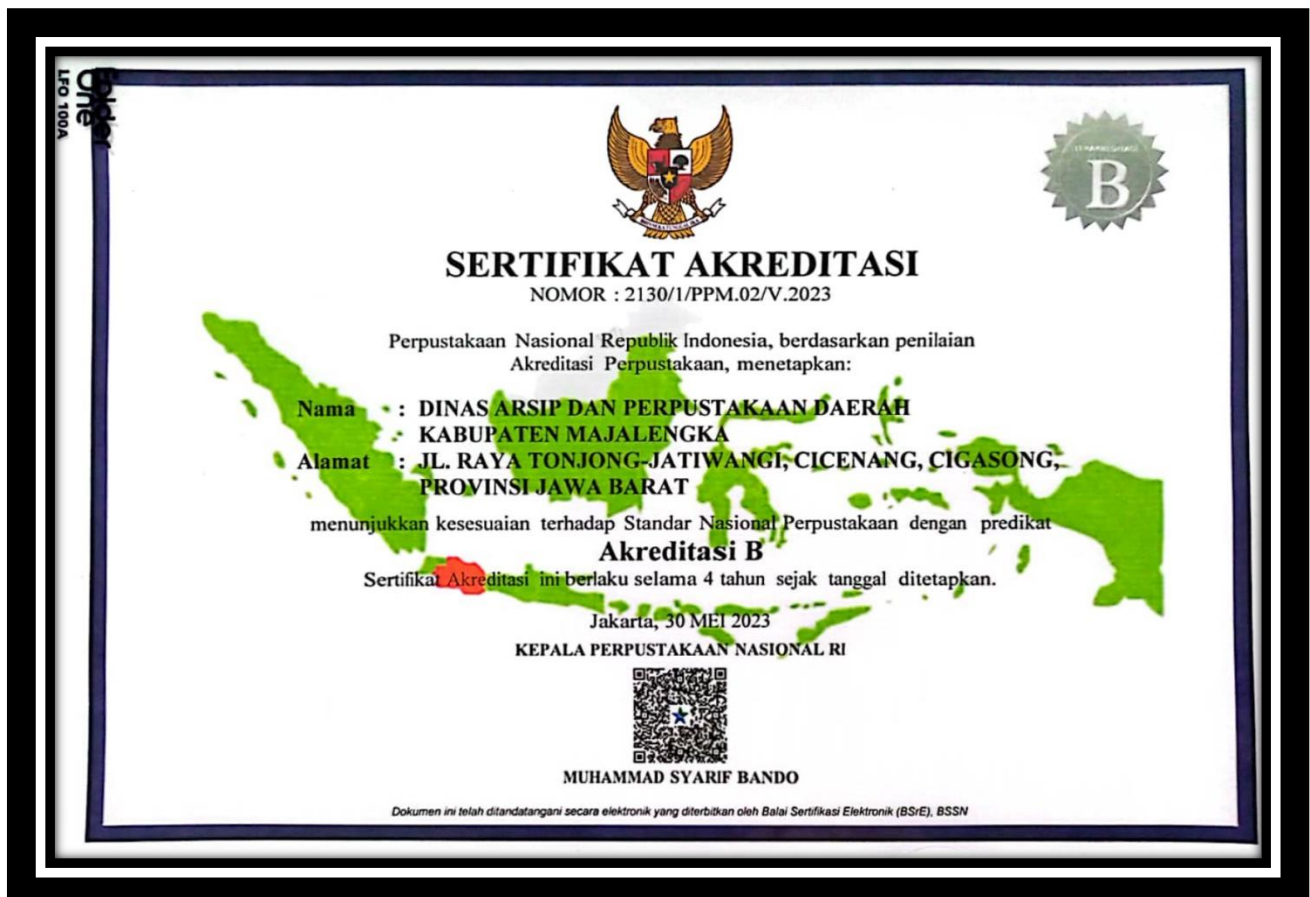 Folder
One
LFO 100A
TERAKREDITASI
B
SERTIFIKAT AKREDITASI
NOMOR : 2130/1/PPM.02/V.2023
Perpustakaan Nasional Republik Indonesia, berdasarkan penilaian
Akreditasi Perpustakaan, menetapkan:
Nama : DINAS ARSIP DAN PERPUSTAKAAN DAERAH
KABUPATEN MAJALENGKA
Alamat : JL. RAYA TONJONG-JATIWANGI, CICENANG, CIGASONG,
PROVINSI JAWA BARAT
menunjukkan kesesuaian terhadap Standar Nasional Perpustakaan dengan predikat
Akreditasi B
Sertifikat Akreditasi ini berlaku selama 4 tahun sejak tanggal ditetapkan.
Jakarta, 30 MEI 2023
KEPALA PERPUSTAKAAN NASIONAL RI
MUHAMMAD SYARIF BANDO
Dokumen ini telah ditandatangani secara elektronik yang diterbitkan oleh Balai Sertifikasi Elektronik (BSrE), BSSN